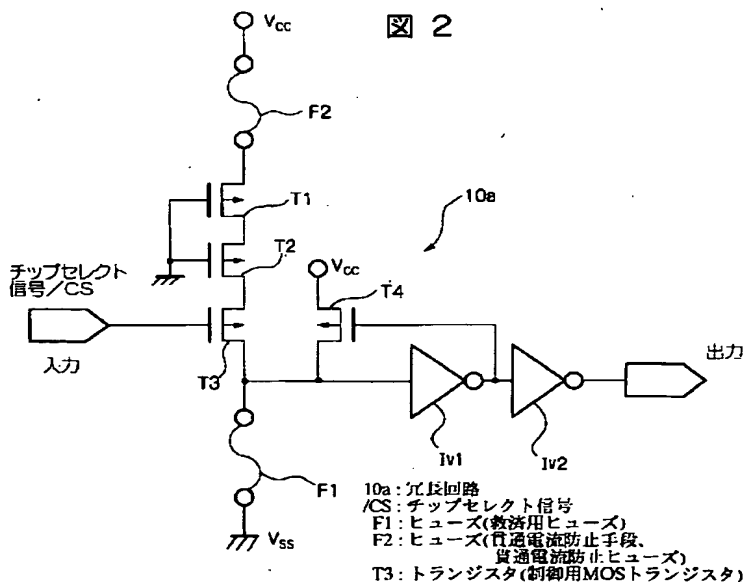 図 2
VCC
F2
T1
10a
T2
VCC
チップセレクト
信号/CS
T4
入力
T3
出力
Iv1
Iv2
F1
VSS
10a：冗長回路
/CS：チップセレクト信号
F1：ヒューズ(救済用ヒューズ)
F2：ヒューズ(貫通電流防止手段、
貫通電流防止ヒューズ)
T3：トランジスタ(制御用MOSトランジスタ)